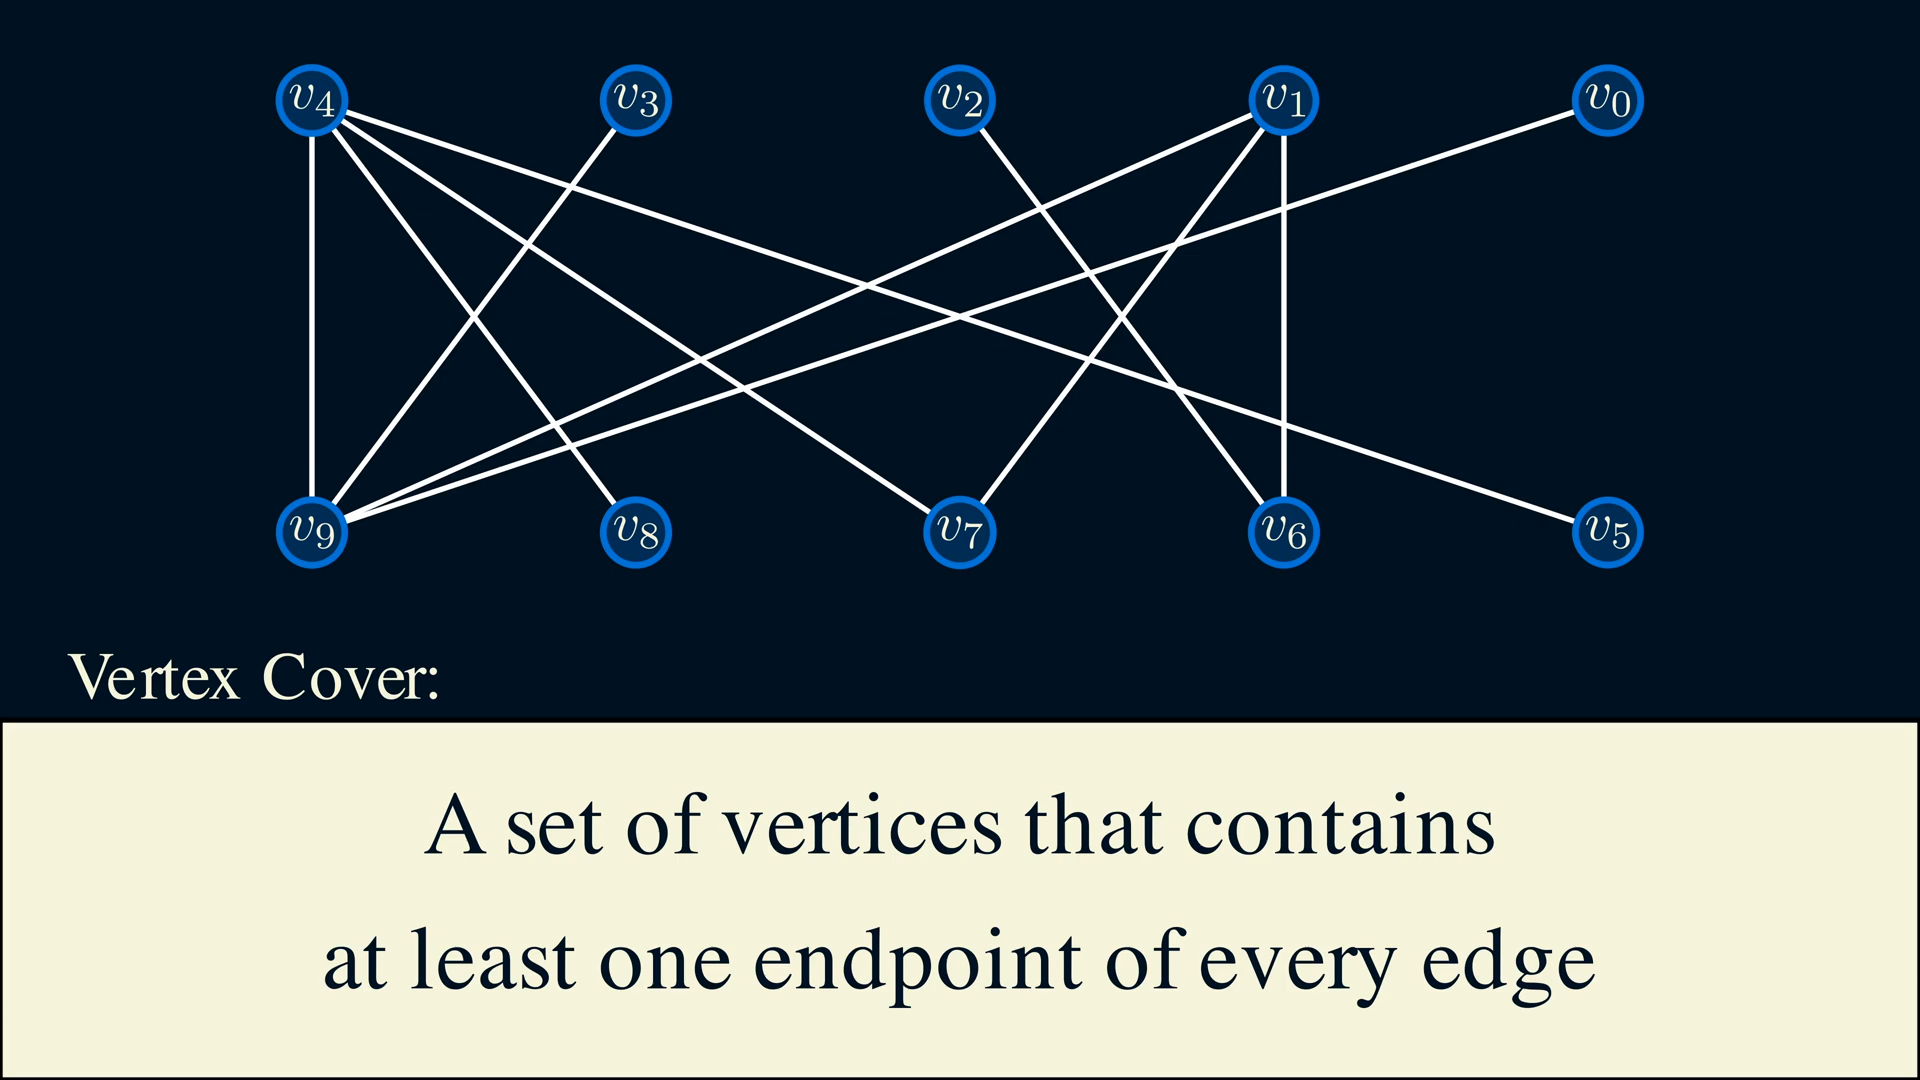 v4 v3 v2 v1 v0
v9 v8 v7 v6 v5
Vertex Cover:
A set of vertices that contains
at least one endpoint of every edge